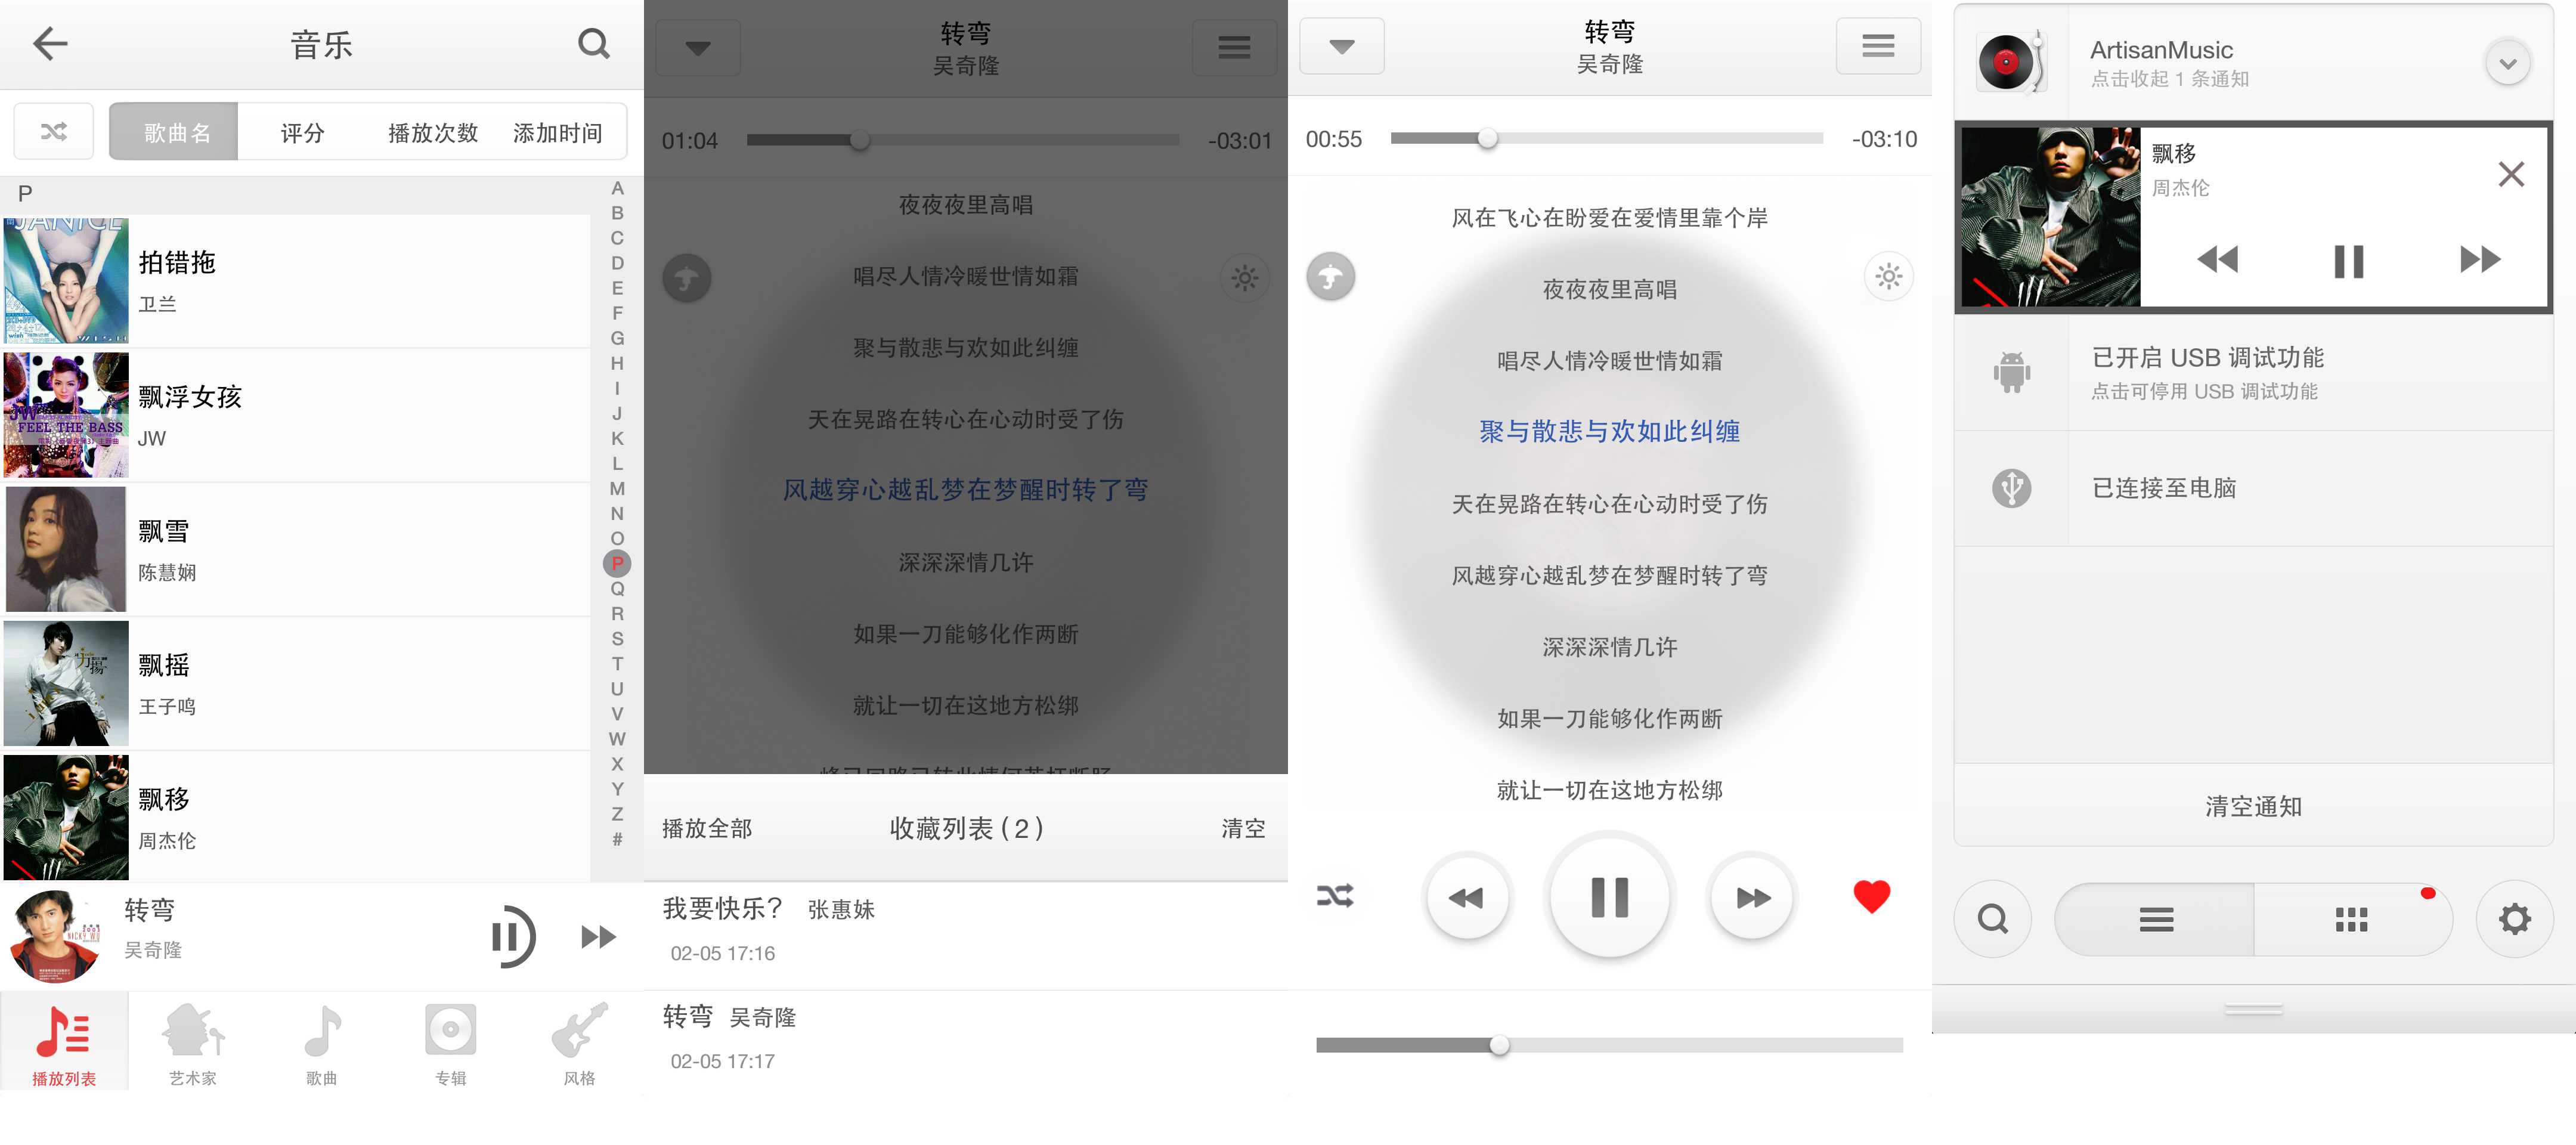 音乐
歌曲名 评分 播放次数 添加时间
P
JANICE
wish
拍错拖
卫兰
JW
FEEL THE BASS
飘浮女孩
JW
飘雪
陈慧娴
飘摇
王子鸣
飘移
周杰伦
A
B
C
D
E
F
G
H
I
J
K
L
M
N
O
P
Q
R
S
T
U
V
W
X
Y
Z
#
转弯
吴奇隆
播放列表 艺术家 歌曲 专辑 风格
转弯
吴奇隆
01:04 -03:01
夜夜夜里高唱
唱尽人情冷暖世情如霜
聚与散悲与欢如此纠缠
天在晃路在转心在心动时受了伤
风越穿心越乱梦在梦醒时转了弯
深深深情几许
如果一刀能够化作两断
就让一切在这地方松绑
播放全部 收藏列表(2) 清空
我要快乐? 张惠妹
02-05 17:16
转弯 吴奇隆
02-05 17:17
转弯
吴奇隆
00:55 -03:10
风在飞心在盼爱在爱情里靠个岸
夜夜夜里高唱
唱尽人情冷暖世情如霜
聚与散悲与欢如此纠缠
天在晃路在转心在心动时受了伤
风越穿心越乱梦在梦醒时转了弯
深深深情几许
如果一刀能够化作两断
就让一切在这地方松绑
ArtisanMusic
点击收起 1 条通知
飘移
周杰伦
已开启 USB 调试功能
点击可停用 USB 调试功能
已连接至电脑
清空通知